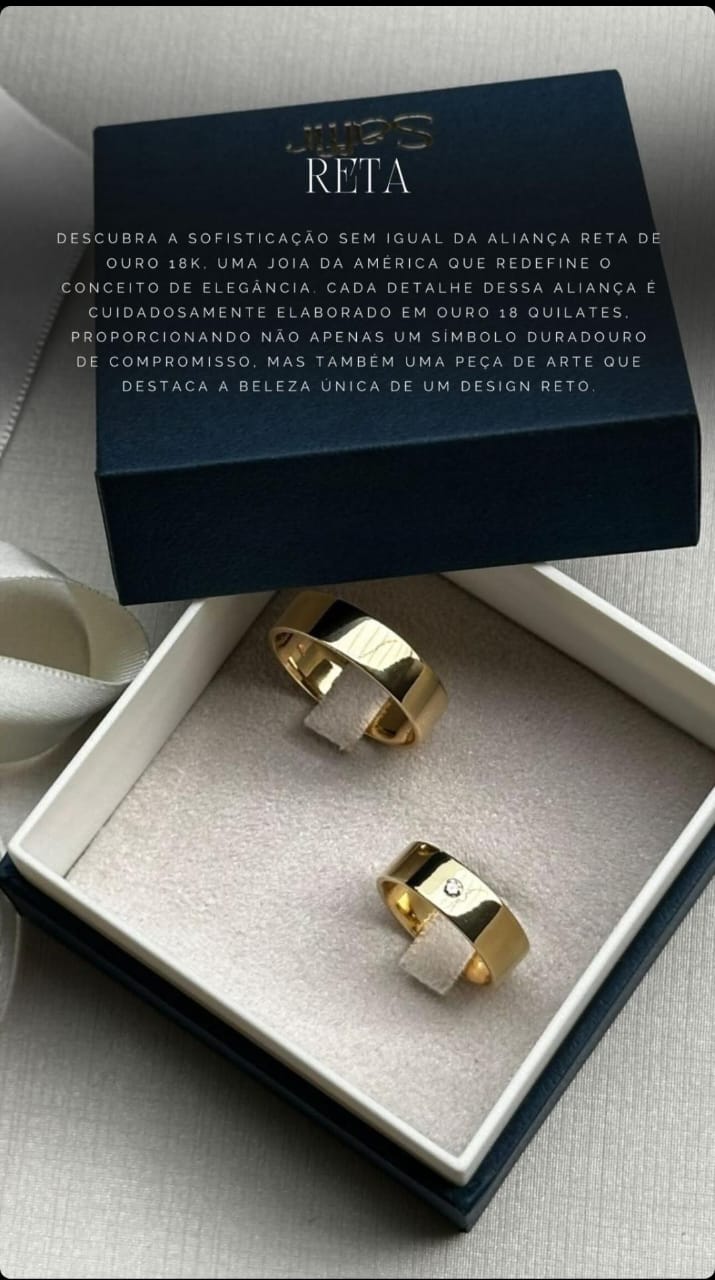 RETA
DESCUBRA A SOFISTICAÇÃO SEM IGUAL DA ALIANÇA RETA DE
OURO 18K, UMA JOIA DA AMÉRICA QUE REDEFINE O
CONCEITO DE ELEGÂNCIA. CADA DETALHE DESSA ALIANÇA É
CUIDADOSAMENTE ELABORADO EM OURO 18 QUILATES,
PROPORCIONANDO NÃO APENAS UM SÍMBOLO DURADOURO
DE COMPROMISSO, MAS TAMBÉM UMA PEÇA DE ARTE QUE
DESTACA A BELEZA ÚNICA DE UM DESIGN RETO.